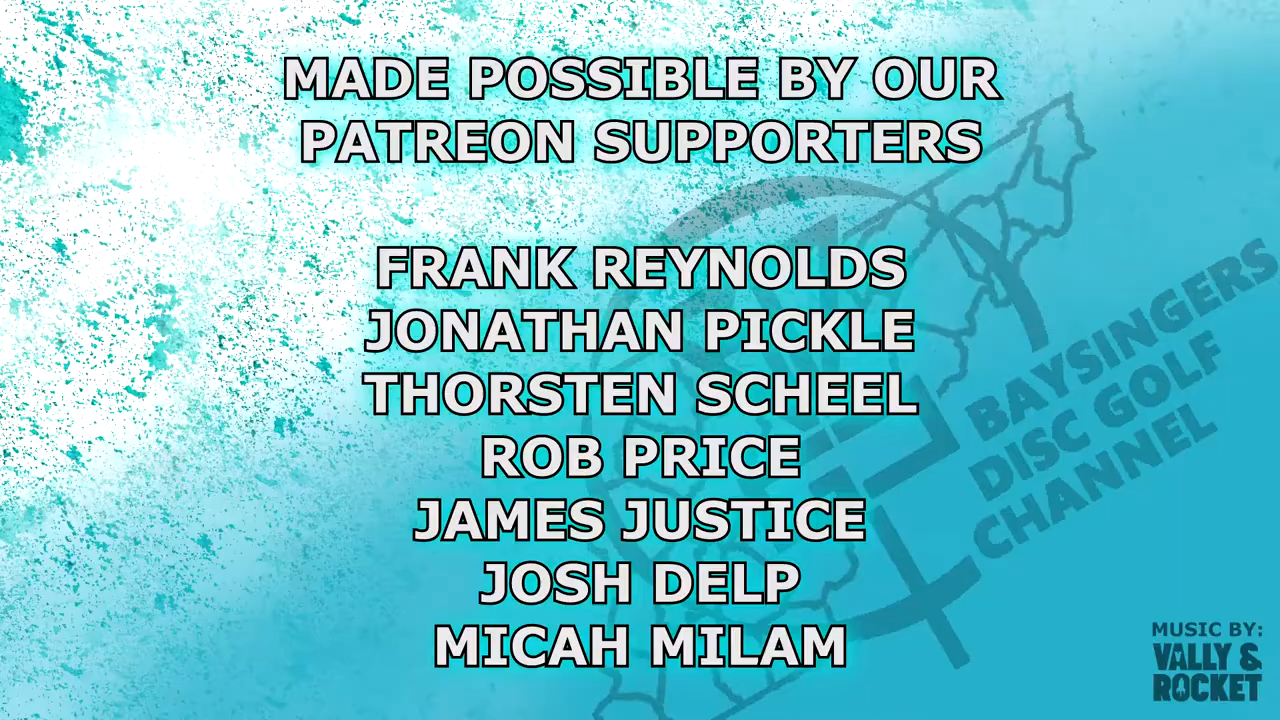 MADE POSSIBLE BY OUR
PATREON SUPPORTERS
FRANK REYNOLDS
JONATHAN PICKLE
THORSTEN SCHEEL
ROB PRICE
JAMES JUSTICE
JOSH DELP
MICAH MILAM
BAYSINGERS
DISC GOLF
CHANNEL
MUSIC BY:
VALLY &
ROCKET